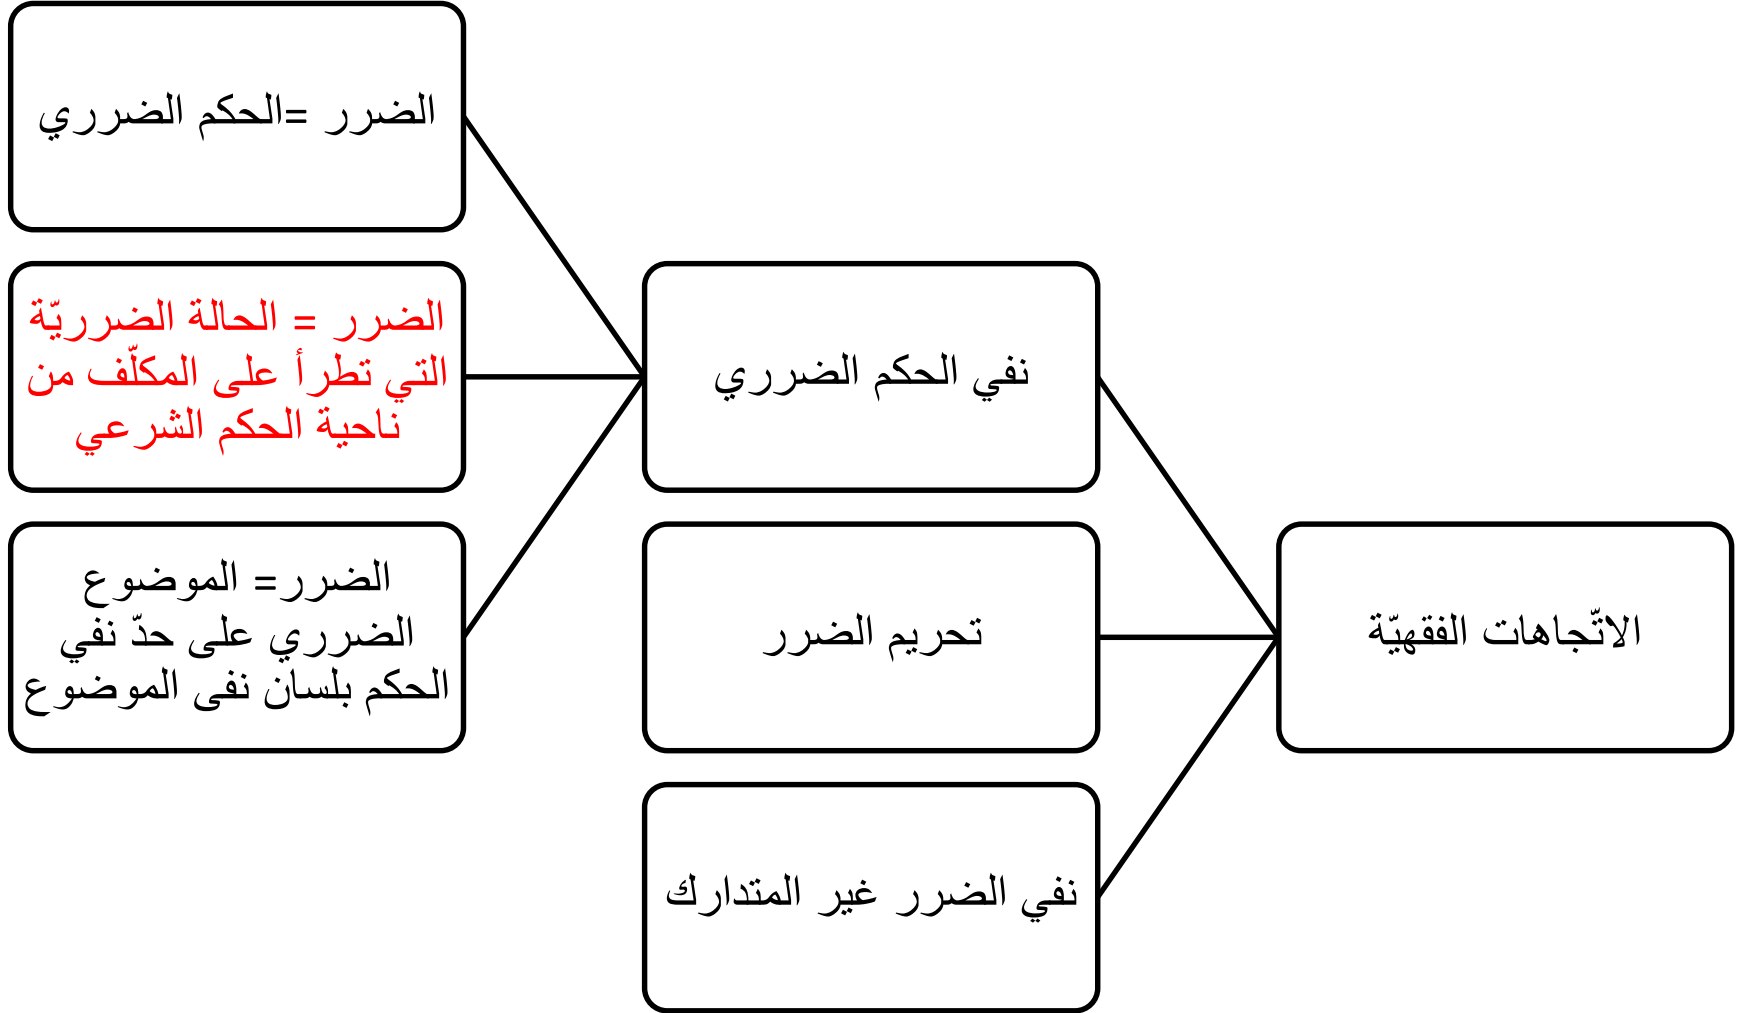 الاتّجاهات الفقهيّة
نفي الحكم الضرري
الضرر =الحكم الضرري
الضرر = الحالة الضرريّة
التي تطرأ على المكلّف من
ناحية الحكم الشرعي
الضرر= الموضوع
الضرري على حدّ نفي
الحكم بلسان نفى الموضوع
تحريم الضرر
نفي الضرر غير المتدارك